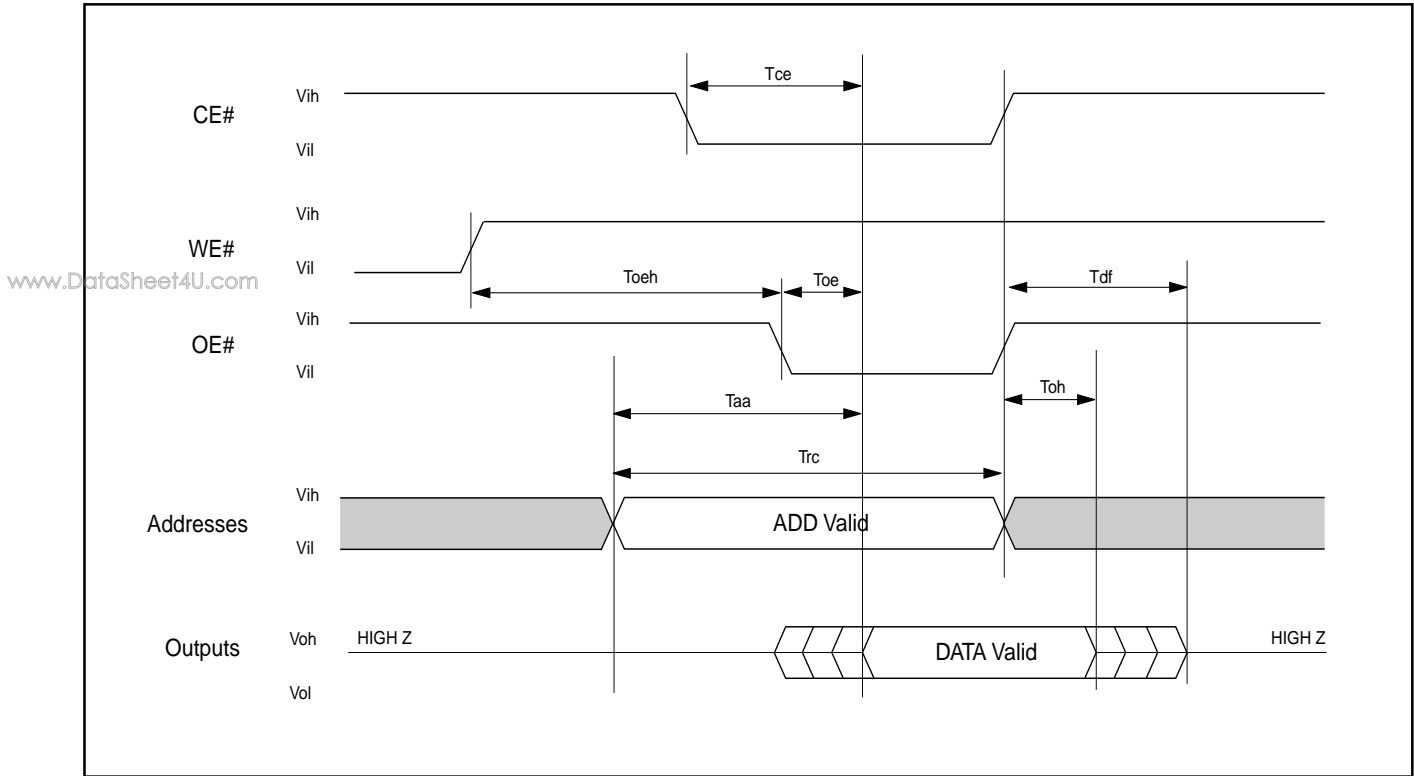 Tce
Vih
CE#
Vil
Vih
WE#
Vil
www.DataSheet4U.com
Toeh
Toe
Tdf
Vih
OE#
Vil
Toh
Taa
Trc
Vih
Addresses
ADD Valid
Vil
Outputs
Voh
HIGH Z
DATA Valid
HIGH Z
Vol